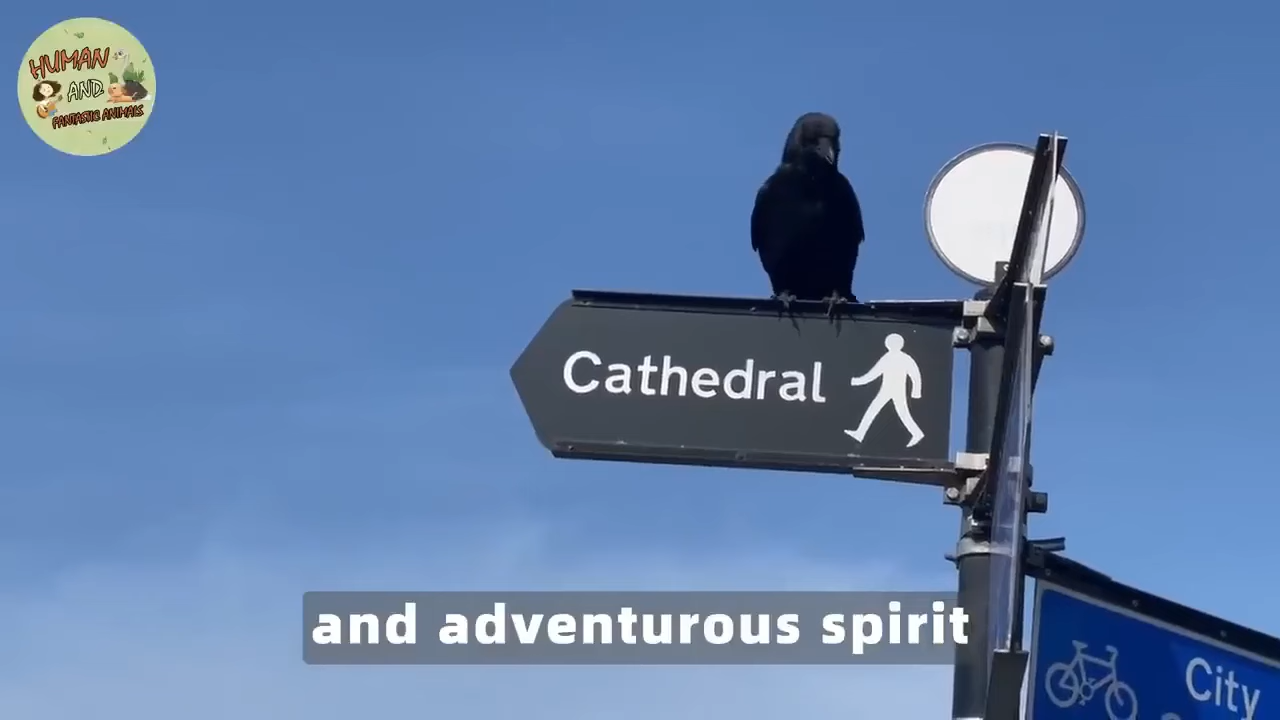 HUMAN
AND
FANTASTIC ANIMALS
Cathedral
and adventurous spirit
City